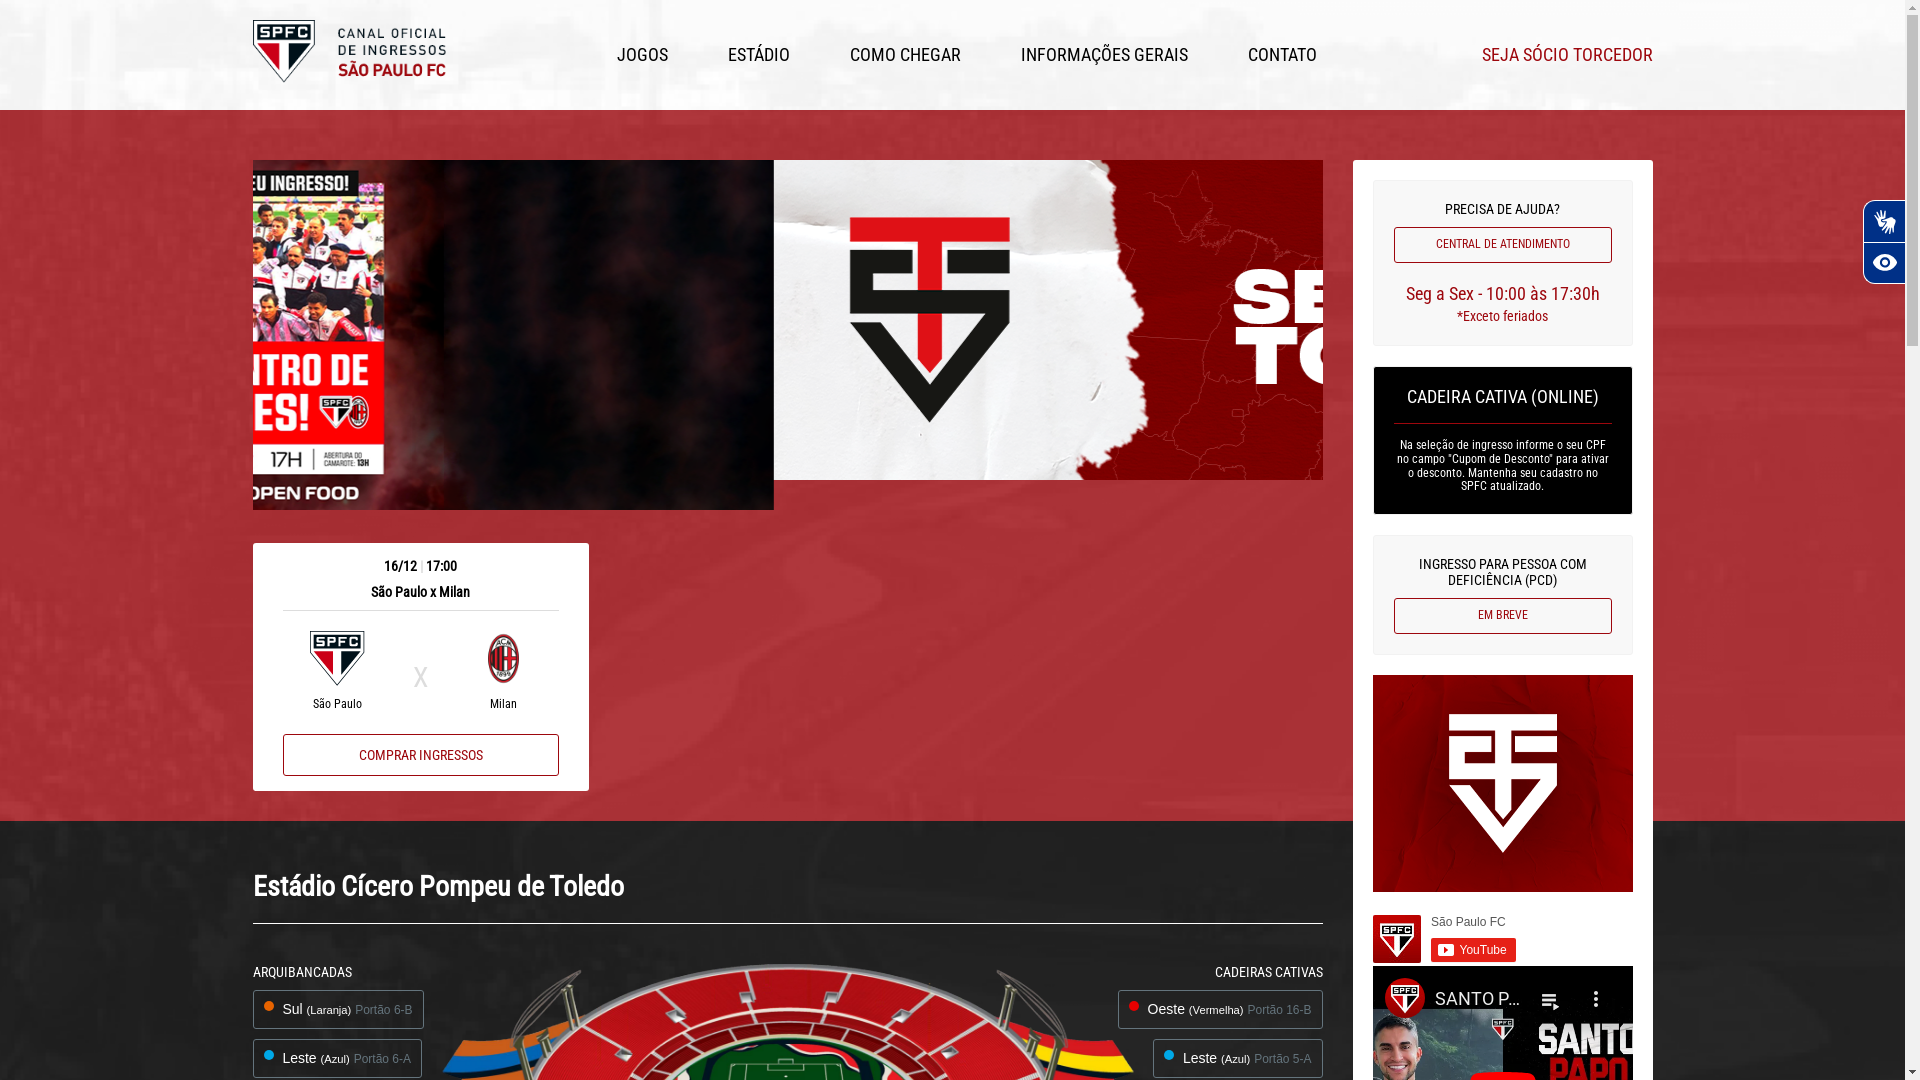 SPFC
CANAL OFICIAL
DE INGRESSOS
SÃO PAULO FC
JOGOS
ESTÁDIO
COMO CHEGAR
INFORMAÇÕES GERAIS
CONTATO
SEJA SÓCIO TORCEDOR
EU INGRESSO!
NTRO DE
ES!
SPFC
17H
ABERTURA DO
CAMAROTE: 13H
OPEN FOOD
SE
TO
16/12 | 17:00
São Paulo x Milan
SPFC
X
São Paulo
Milan
COMPRAR INGRESSOS
PRECISA DE AJUDA?
CENTRAL DE ATENDIMENTO
Seg a Sex - 10:00 às 17:30h
*Exceto feriados
CADEIRA CATIVA (ONLINE)
Na seleção de ingresso informe o seu CPF
no campo "Cupom de Desconto" para ativar
o desconto. Mantenha seu cadastro no
SPFC atualizado.
INGRESSO PARA PESSOA COM
DEFICIÊNCIA (PCD)
EM BREVE
São Paulo FC
YouTube
SPFC
SANTO P...
SANTO
PAPO
Estádio Cícero Pompeu de Toledo
ARQUIBANCADAS
Sul (Laranja) Portão 6-B
Leste (Azul) Portão 6-A
CADEIRAS CATIVAS
Oeste (Vermelha) Portão 16-B
Leste (Azul) Portão 5-A